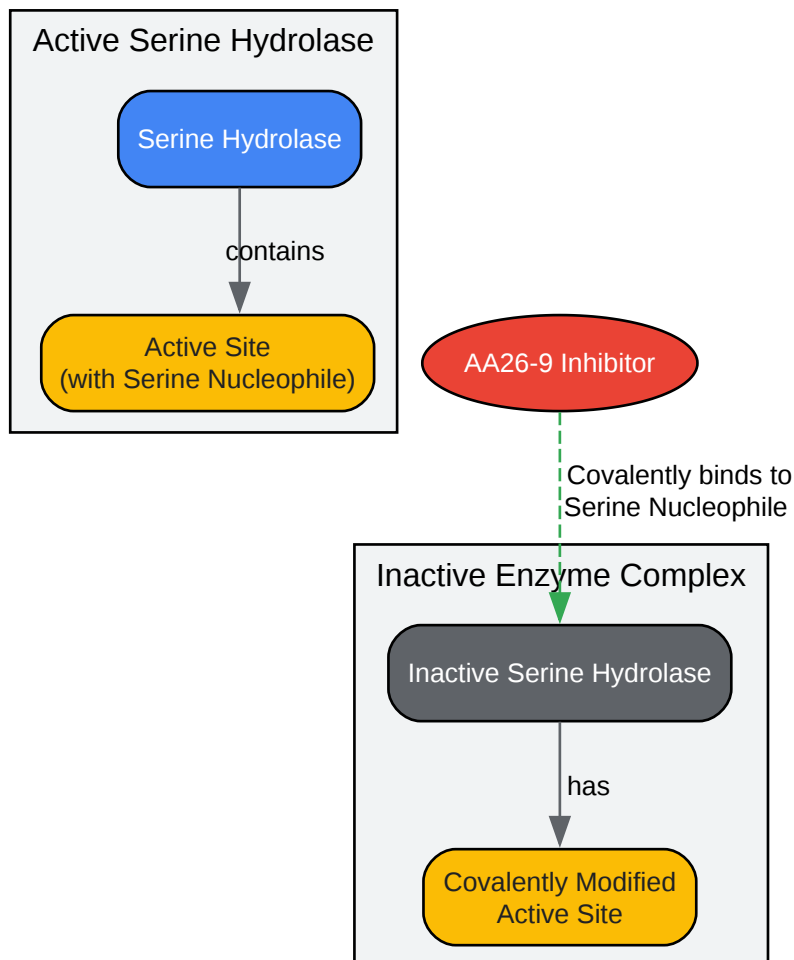 Active Serine Hydrolase
Serine Hydrolase
contains
Active Site
(with Serine Nucleophile)
AA26-9 Inhibitor
Covalently binds to
Serine Nucleophile
Inactive Enzyme Complex
Inactive Serine Hydrolase
has
Covalently Modified
Active Site